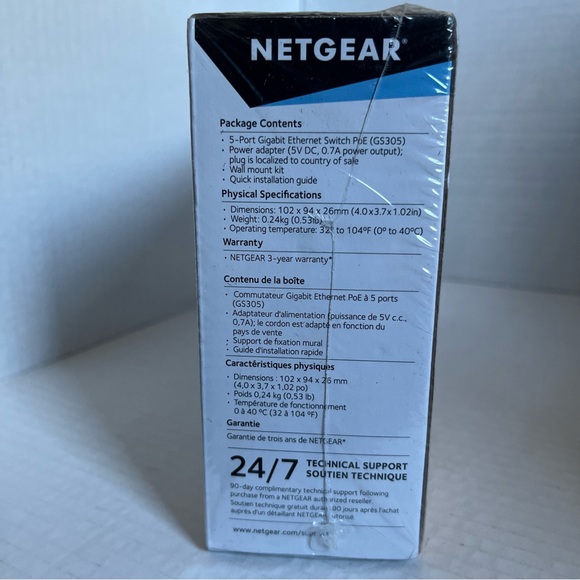 NETGEAR®
Package Contents
· 5-Port Gigabit Ethernet Switch PoE (GS305)
· Power adapter (5V DC, 0.7A power output);
plug is localized to country of sale
· Wall mount kit
· Quick installation guide
Physical Specifications
· Dimensions: 102 x 94 x 26mm (4.0x3.7x1.02in)
· Weight: 0.24kg (0.53lb)
· Operating temperature: 32° to 104°F (0° to 40°C)
Warranty
· NETGEAR 3-year warranty*
Contenu de la boîte
· Commutateur Gigabit Ethernet PoE à 5 ports
(GS305)
· Adaptateur d'alimentation (puissance de 5V c.c.,
0,7A); le cordon est adapté en fonction du
pays de vente
· Support de fixation mural
· Guide d'installation rapide
Caractéristiques physiques
· Dimensions : 102 x 94 x 26 mm
(4,0 x 3,7 x 1,02 po)
· Poids 0,24 kg (0,53 lb)
· Température de fonctionnement
0 à 40 ºC (32 à 104 ºF)
Garantie
Garantie de trois ans de NETGEAR*
24/7 TECHNICAL SUPPORT
SOUTIEN TECHNIQUE
90-day complimentary technical support following
purchase from a NETGEAR authorized reseller.
Soutien technique gratuit durant 90 jours après l'achat
auprès d'un détaillant NETGEAR autorisé.
www.netgear.com/support